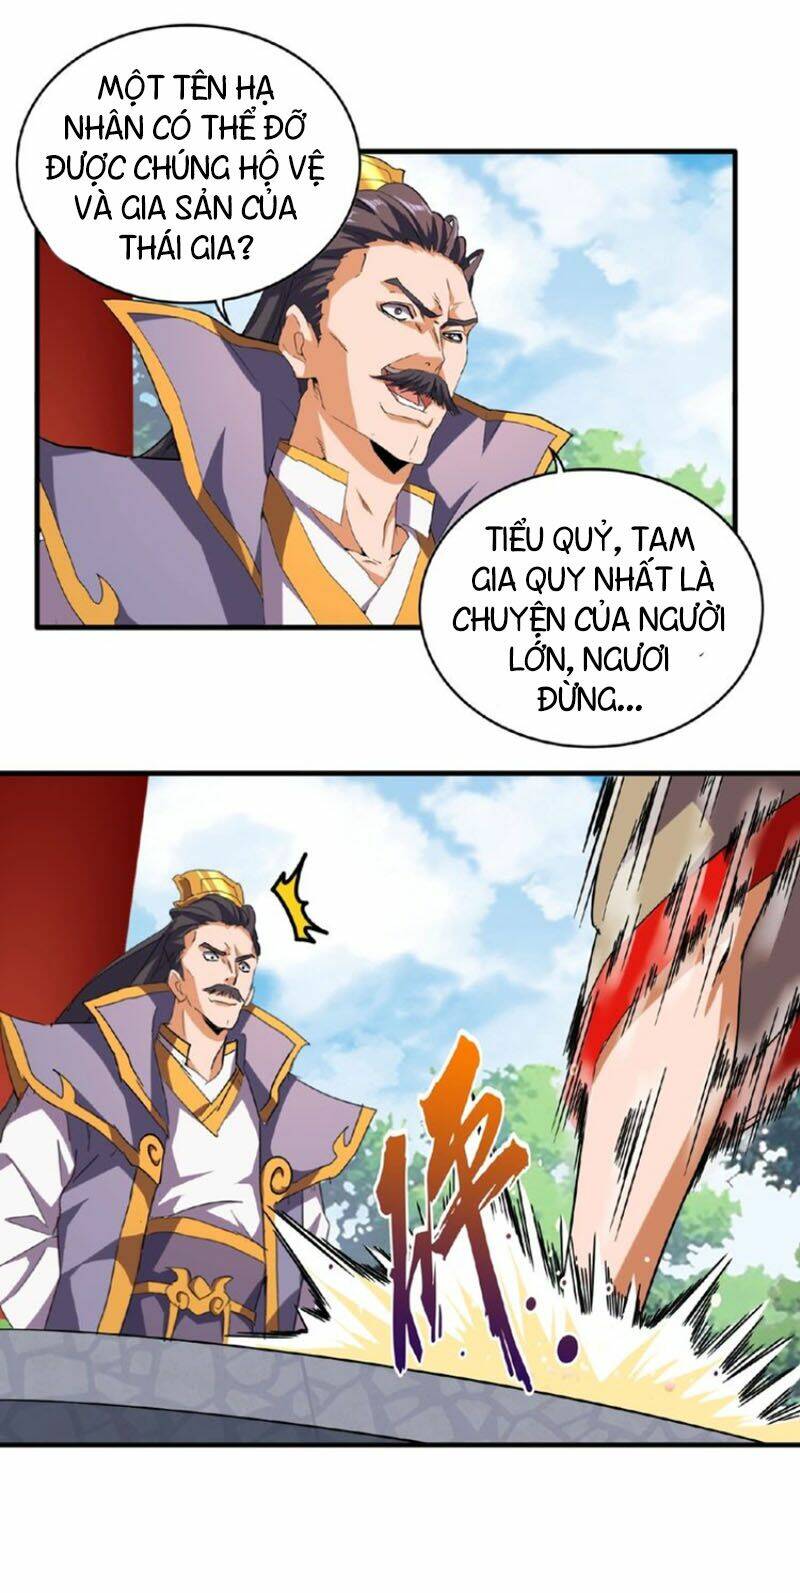 MỘT TÊN HẠ
NHÂN CÓ THỂ ĐỠ
ĐƯỢC CHÚNG HỘ VỆ
VÀ GIA SẢN CỦA
THÁI GIA?
TIỂU QUỶ, TAM
GIA QUY NHẤT LÀ
CHUYỆN CỦA NGƯỜI
LỚN, NGƯƠI
ĐỪNG...